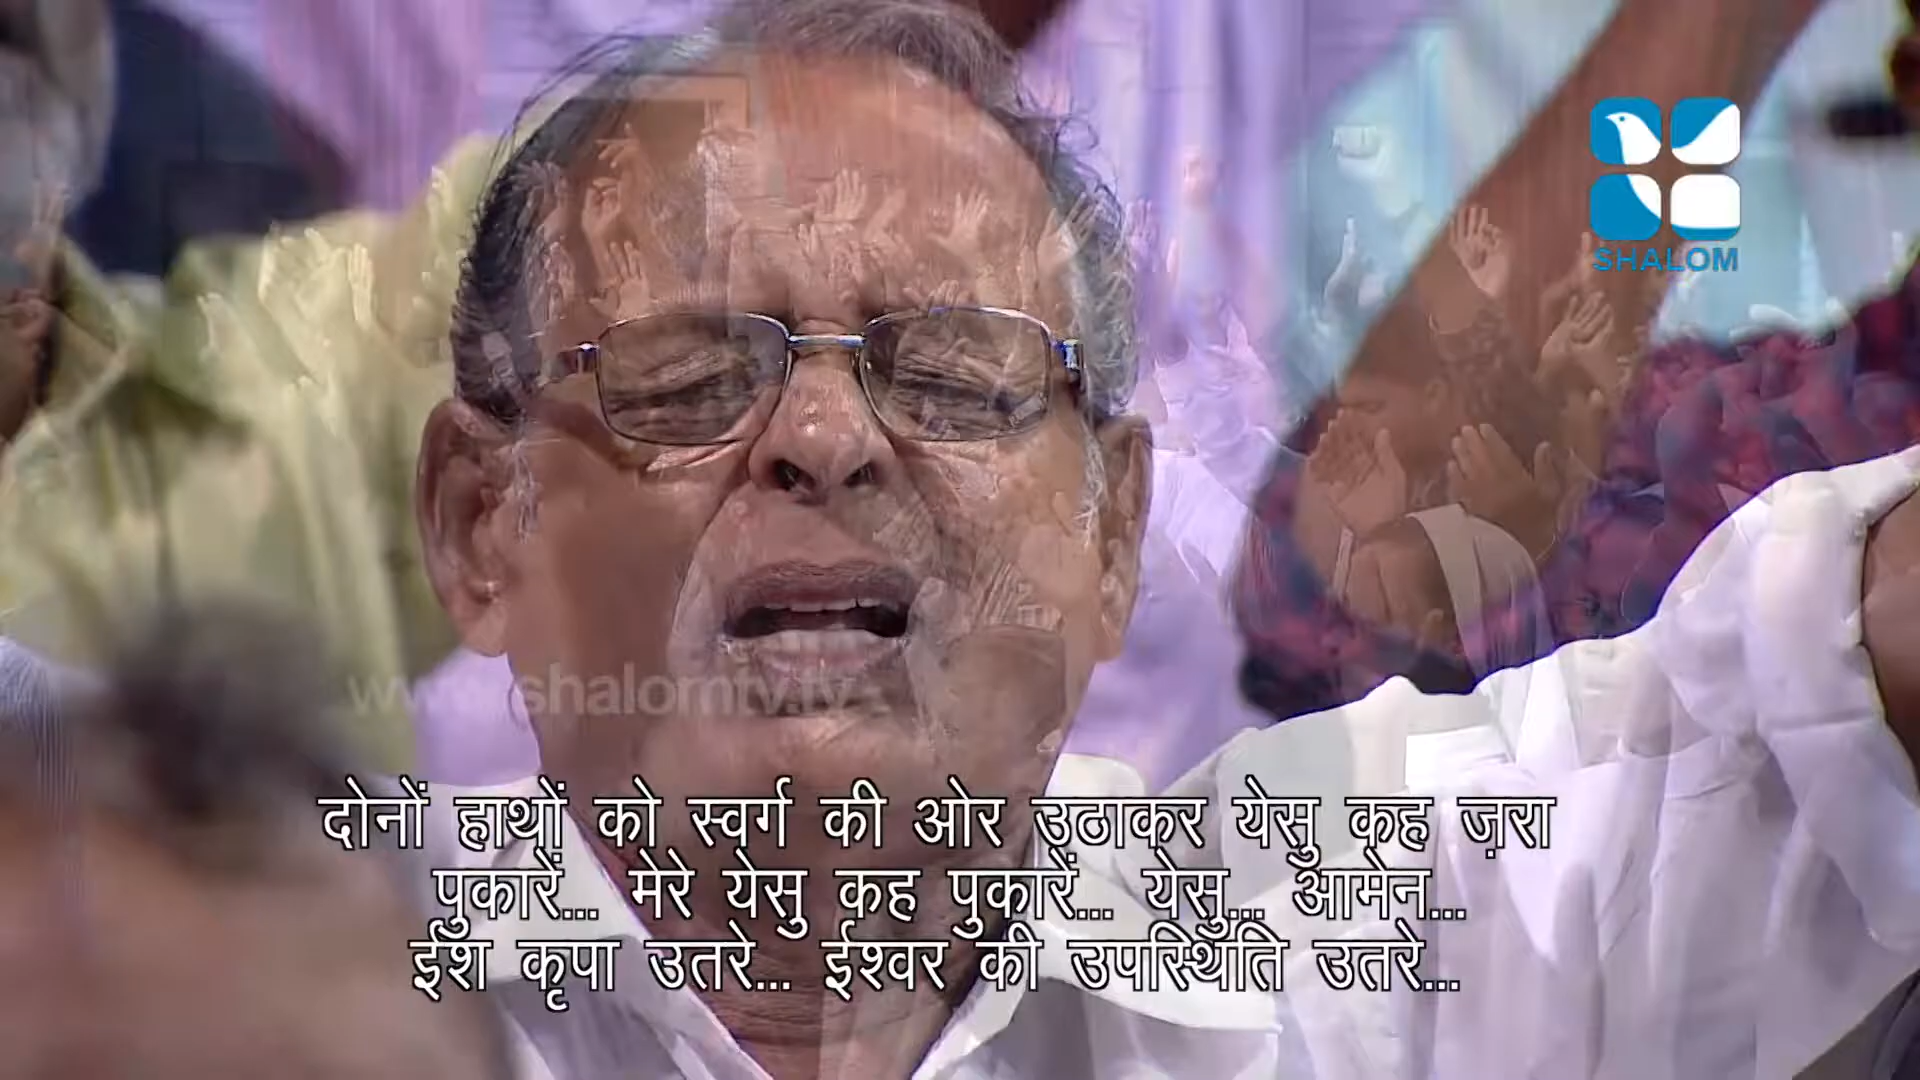 SHALOM
www.shalomtv.tv
दोनों हाथों को स्वर्ग की ओर उठाकर येसु कह ज़रा
पुकारें... मेरे येसु कह पुकारें... येसु... आमेन...
ईश कृपा उतरे... ईश्वर की उपस्थिति उतरे...